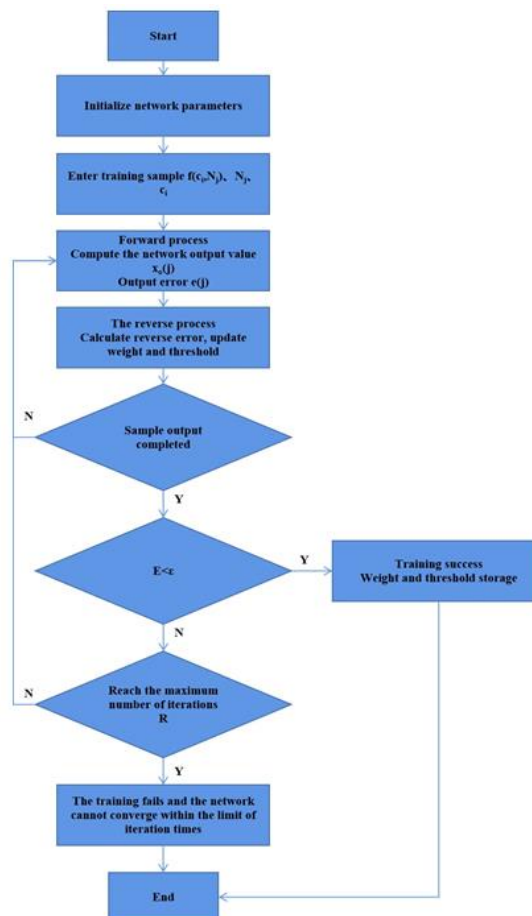 Start
Initialize network parameters
Enter training sample f(cᵢ,Nⱼ)、 Nⱼ、
cᵢ
Forward process
Compute the network output value
xₒ(j)
Output error e(j)
The reverse process
Calculate reverse error, update
weight and threshold
N
Sample output
completed
Y
E<ε
Y
Training success
Weight and threshold storage
N
N
Reach the maximum
number of iterations
R
Y
The training fails and the network
cannot converge within the limit of
iteration times
End